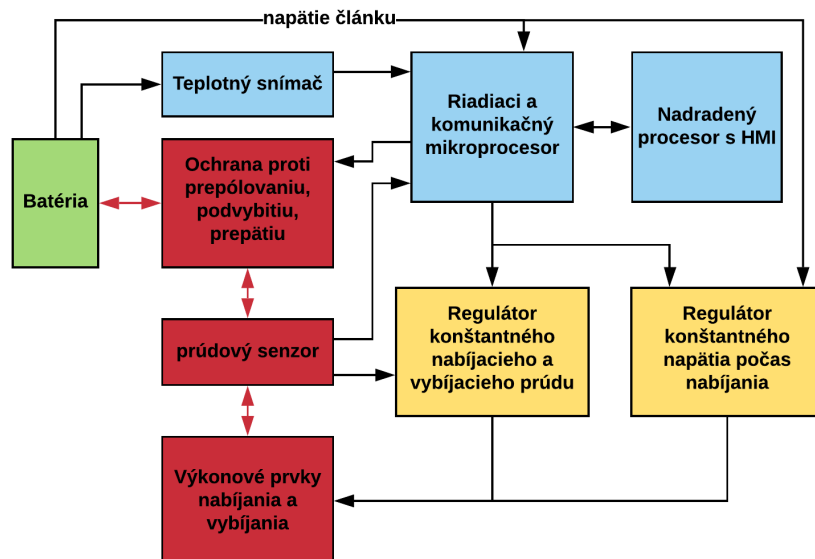 napätie článku
Teplotný snímač
Riadiaci a
komunikačný
mikroprocesor
Nadradený
procesor s HMI
Batéria
Ochrana proti
prepólovaniu,
podvybitiu,
prepätiu
prúdový senzor
Regulátor
konštantného
nabíjacieho a
vybíjacieho prúdu
Regulátor
konštantného
napätia počas
nabíjania
Výkonové prvky
nabíjania a
vybíjania